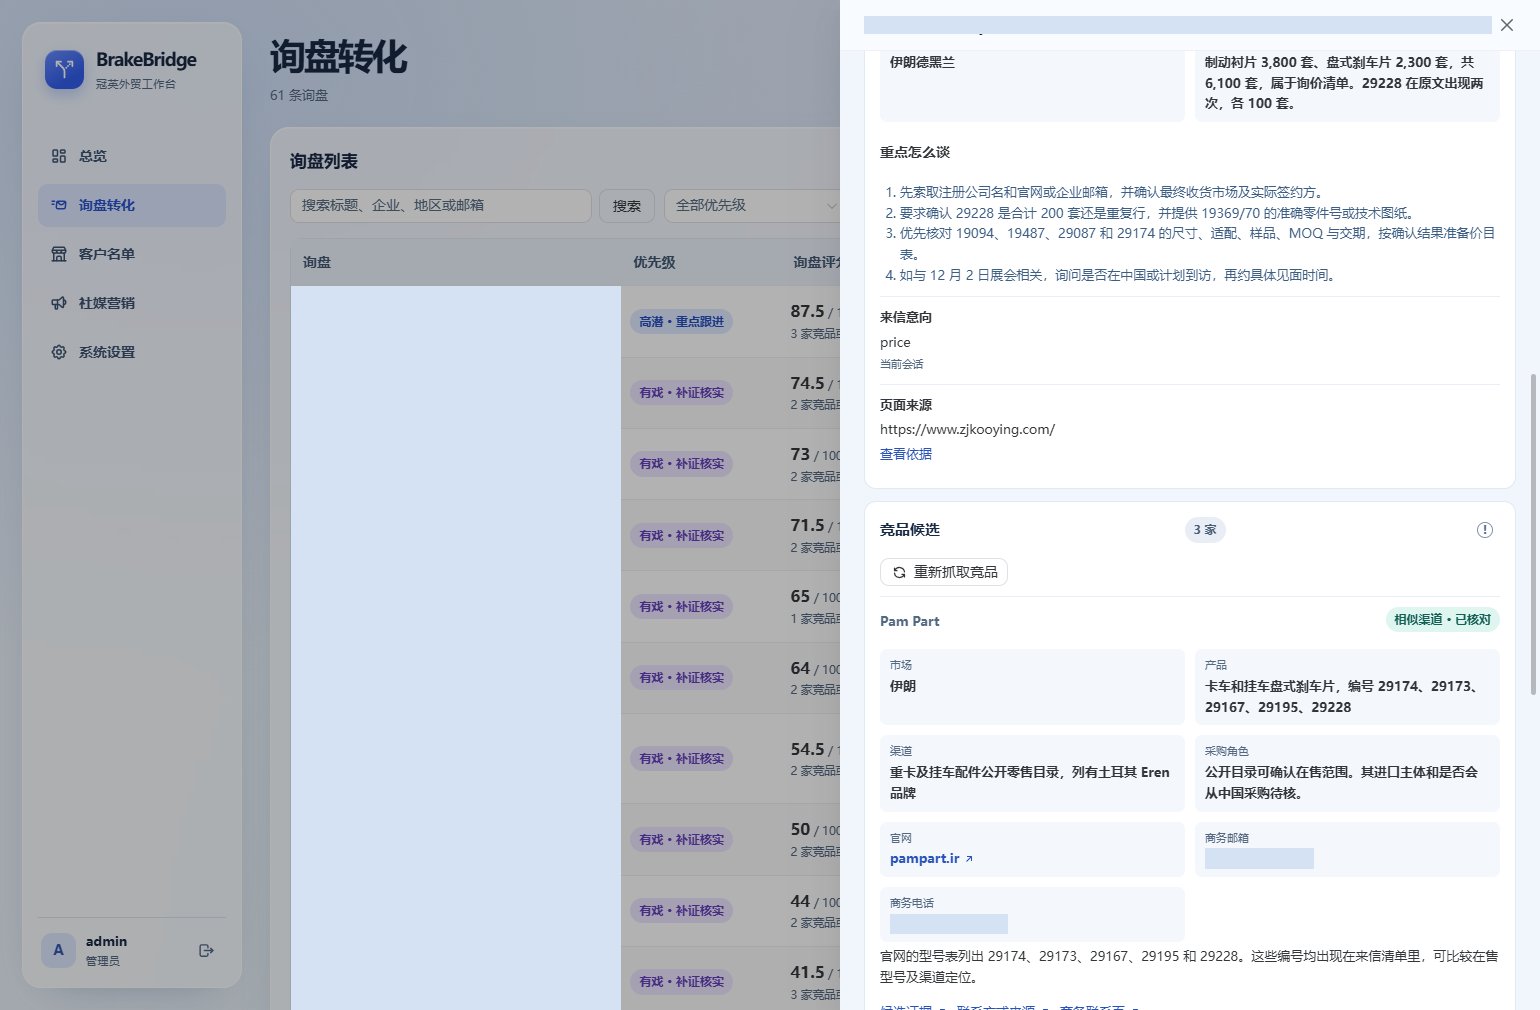 BrakeBridge
冠英外贸工作台
总览
询盘转化
客户名单
社媒营销
系统设置
A
admin
管理员
询盘转化
61 条询盘
询盘列表
搜索标题、企业、地区或邮箱
搜索
全部优先级
询盘
优先级
询盘评分
高潜・重点跟进
87.5 / 1
3 家竞品
有戏・补证核实
74.5 / 1
2 家竞品
有戏・补证核实
73 / 100
2 家竞品
有戏・补证核实
71.5 / 1
2 家竞品
有戏・补证核实
65 / 100
1 家竞品
有戏・补证核实
64 / 100
2 家竞品
有戏・补证核实
54.5 / 1
2 家竞品
有戏・补证核实
50 / 100
2 家竞品
有戏・补证核实
44 / 100
2 家竞品
有戏・补证核实
41.5 / 1
3 家竞品
伊朗德黑兰
制动衬片 3,800 套、盘式刹车片 2,300 套，共
6,100 套，属于询价清单。29228 在原文出现两
次，各 100 套。
重点怎么谈
1. 先索取注册公司名和官网或企业邮箱，并确认最终收货市场及实际签约方。
2. 要求确认 29228 是合计 200 套还是重复行，并提供 19369/70 的准确零件号或技术图纸。
3. 优先核对 19094、19487、29087 和 29174 的尺寸、适配、样品、MOQ 与交期，按确认结果准备价目
表。
4. 如与 12 月 2 日展会相关，询问是否在中国或计划到访，再约具体见面时间。
来信意向
price
当前会话
页面来源
https://www.zjkooying.com/
查看依据
竞品候选
3 家
重新抓取竞品
Pam Part
相似渠道・已核对
市场
伊朗
产品
卡车和挂车盘式刹车片，编号 29174、29173、
29167、29195、29228
渠道
重卡及挂车配件公开零售目录，列有土耳其 Eren
品牌
采购角色
公开目录可确认在售范围。其进口主体和是否会
从中国采购待核。
官网
pampart.ir
商务邮箱
商务电话
官网的型号表列出 29174、29173、29167、29195 和 29228。这些编号均出现在来信清单里，可比较在售
型号及渠道定位。
候选证据 联系方式来源 商务联系页